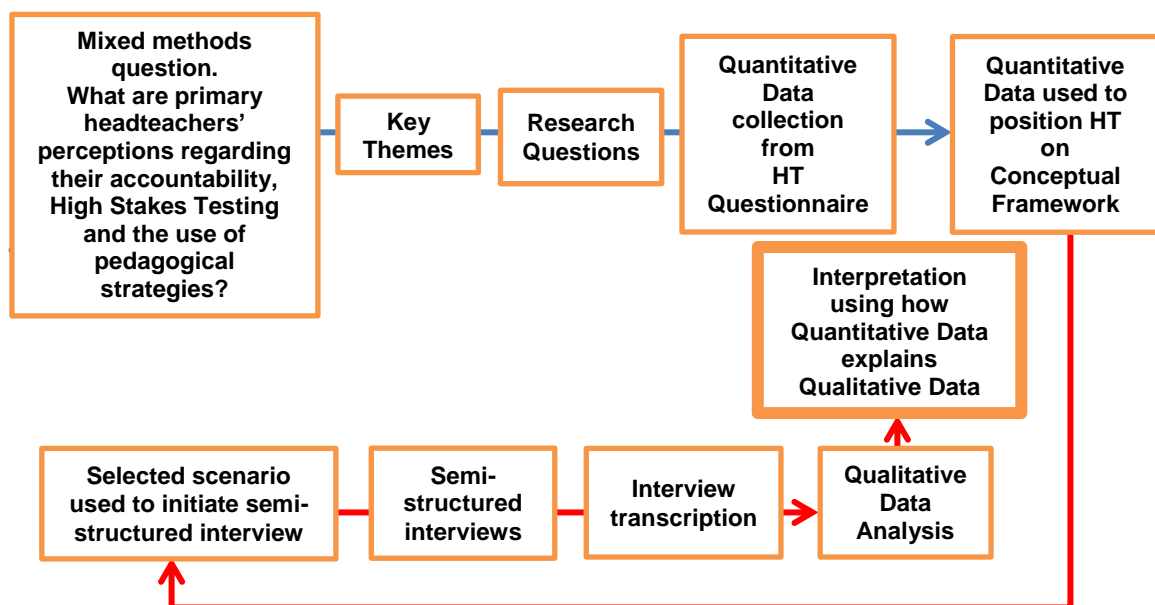 Mixed methods
question.
What are primary
headteachers’
perceptions regarding
their accountability,
High Stakes Testing
and the use of
pedagogical
strategies?
Key
Themes
Research
Questions
Quantitative
Data
collection
from
HT
Questionnaire
Quantitative
Data used to
position HT
on
Conceptual
Framework
Interpretation
using how
Quantitative Data
explains
Qualitative Data
Selected scenario
used to initiate semi-
structured interview
Semi-
structured
interviews
Interview
transcription
Qualitative
Data
Analysis